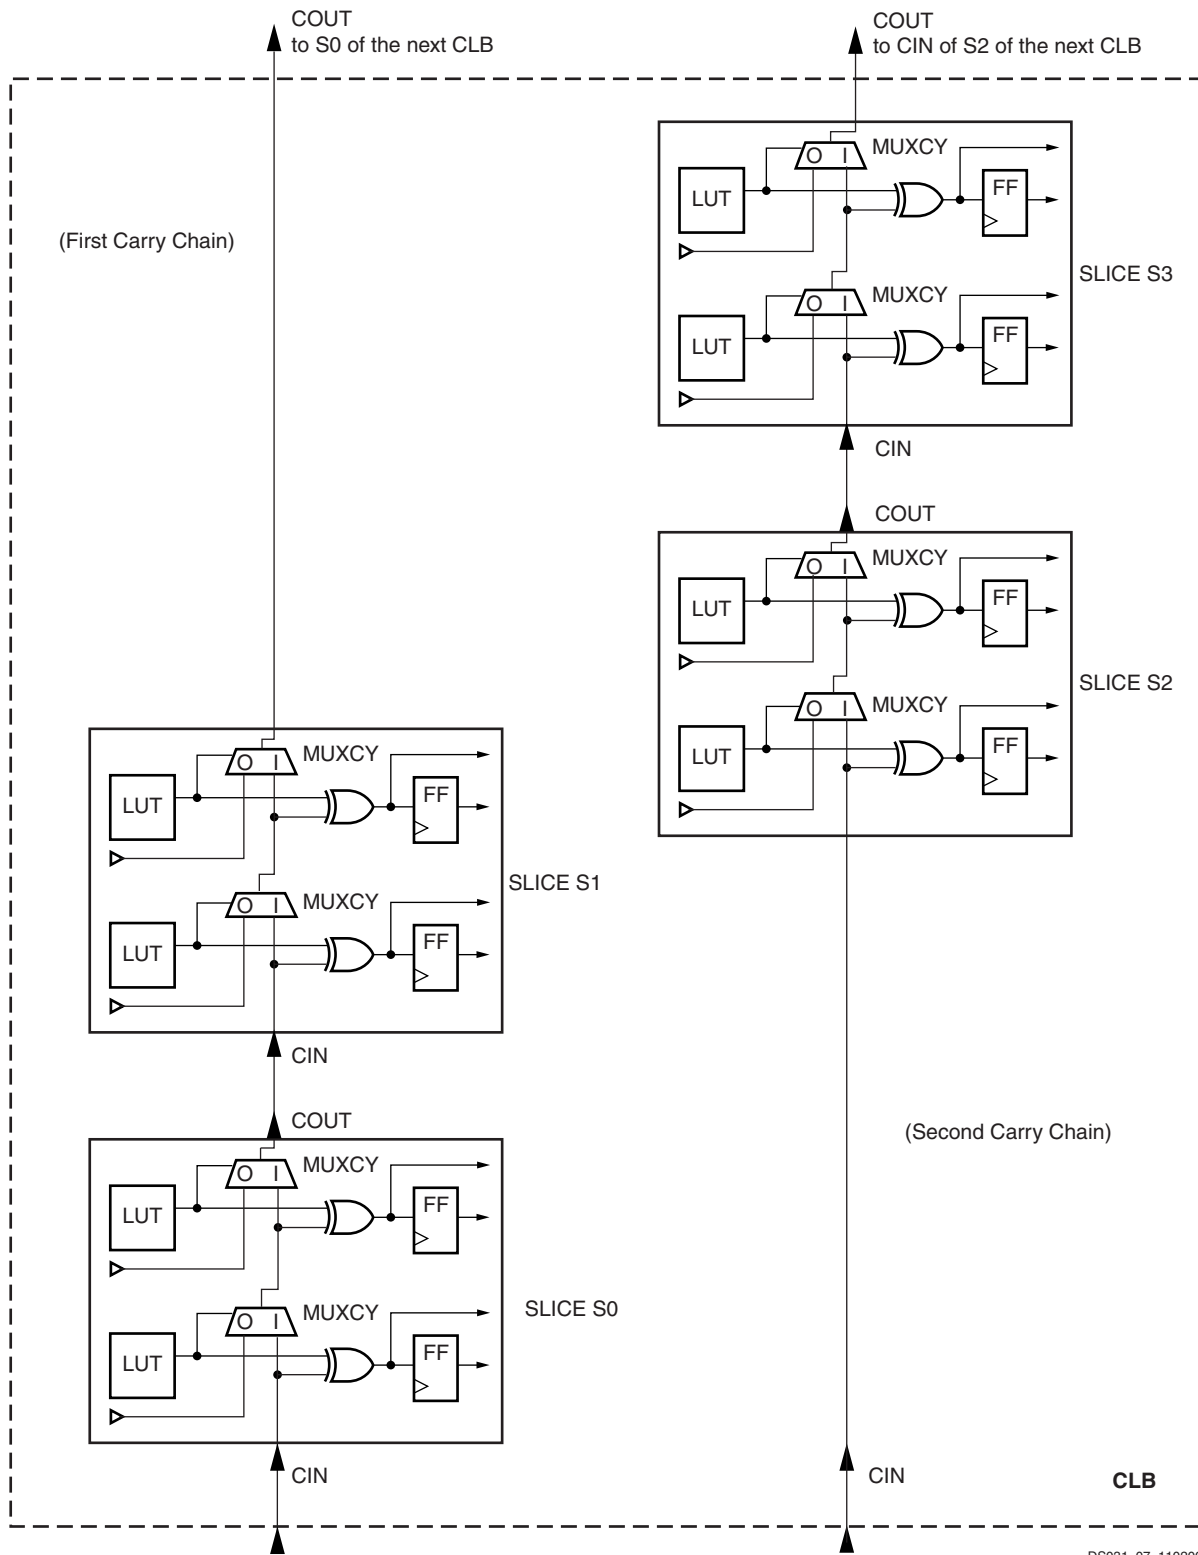 COUT
to S0 of the next CLB
COUT
to CIN of S2 of the next CLB
(First Carry Chain)
O I
MUXCY
LUT
FF
SLICE S3
O I
MUXCY
LUT
FF
CIN
COUT
O I
MUXCY
LUT
FF
SLICE S2
O I
MUXCY
LUT
FF
O I
MUXCY
LUT
FF
SLICE S1
O I
MUXCY
LUT
FF
CIN
COUT
(Second Carry Chain)
O I
MUXCY
LUT
FF
SLICE S0
O I
MUXCY
LUT
FF
CIN
CIN
CLB